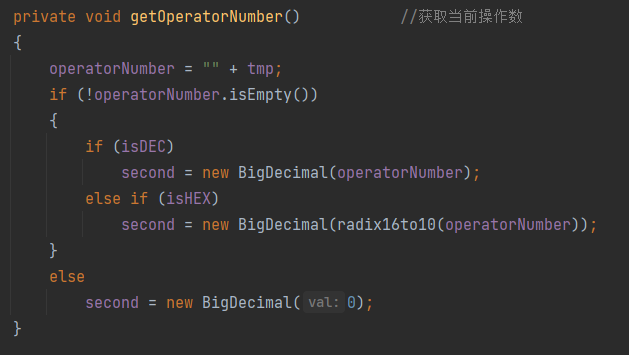 private void getOperatorNumber()           //获取当前操作数
{
    operatorNumber = "" + tmp;
    if (!operatorNumber.isEmpty())
    {
        if (isDEC)
            second = new BigDecimal(operatorNumber);
        else if (isHEX)
            second = new BigDecimal(radix16to10(operatorNumber));
    }
    else
        second = new BigDecimal( val: 0);
}